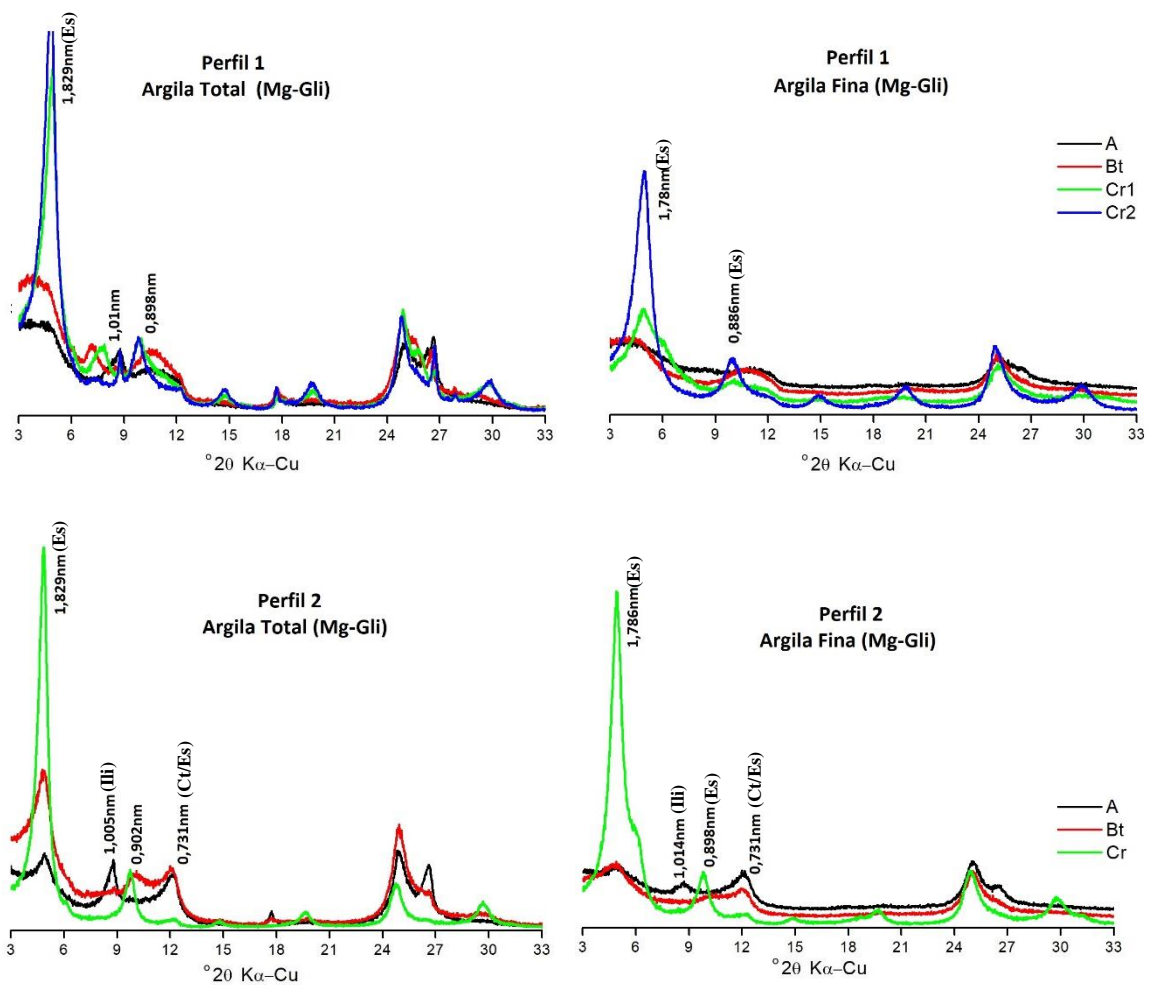 Perfil 1
Argila Total (Mg-Gli)
1,829nm(Es)
1,01nm
0,898nm
3 6 9 12 15 18 21 24 27 30 33
°2θ Kα–Cu
Perfil 1
Argila Fina (Mg-Gli)
1,78nm(Es)
0,886nm (Es)
A
Bt
Cr1
Cr2
3 6 9 12 15 18 21 24 27 30 33
°2θ Kα–Cu
Perfil 2
Argila Total (Mg-Gli)
1,829nm(Es)
1,005nm(Ili)
0,902nm
0,731nm (Ct/Es)
3 6 9 12 15 18 21 24 27 30 33
°2θ Kα–Cu
Perfil 2
Argila Fina (Mg-Gli)
1,786nm(Es)
1,014nm (Ili)
0,898nm(Es)
0,731nm (Ct/Es)
A
Bt
Cr
3 6 9 12 15 18 21 24 27 30 33
°2θ Kα–Cu